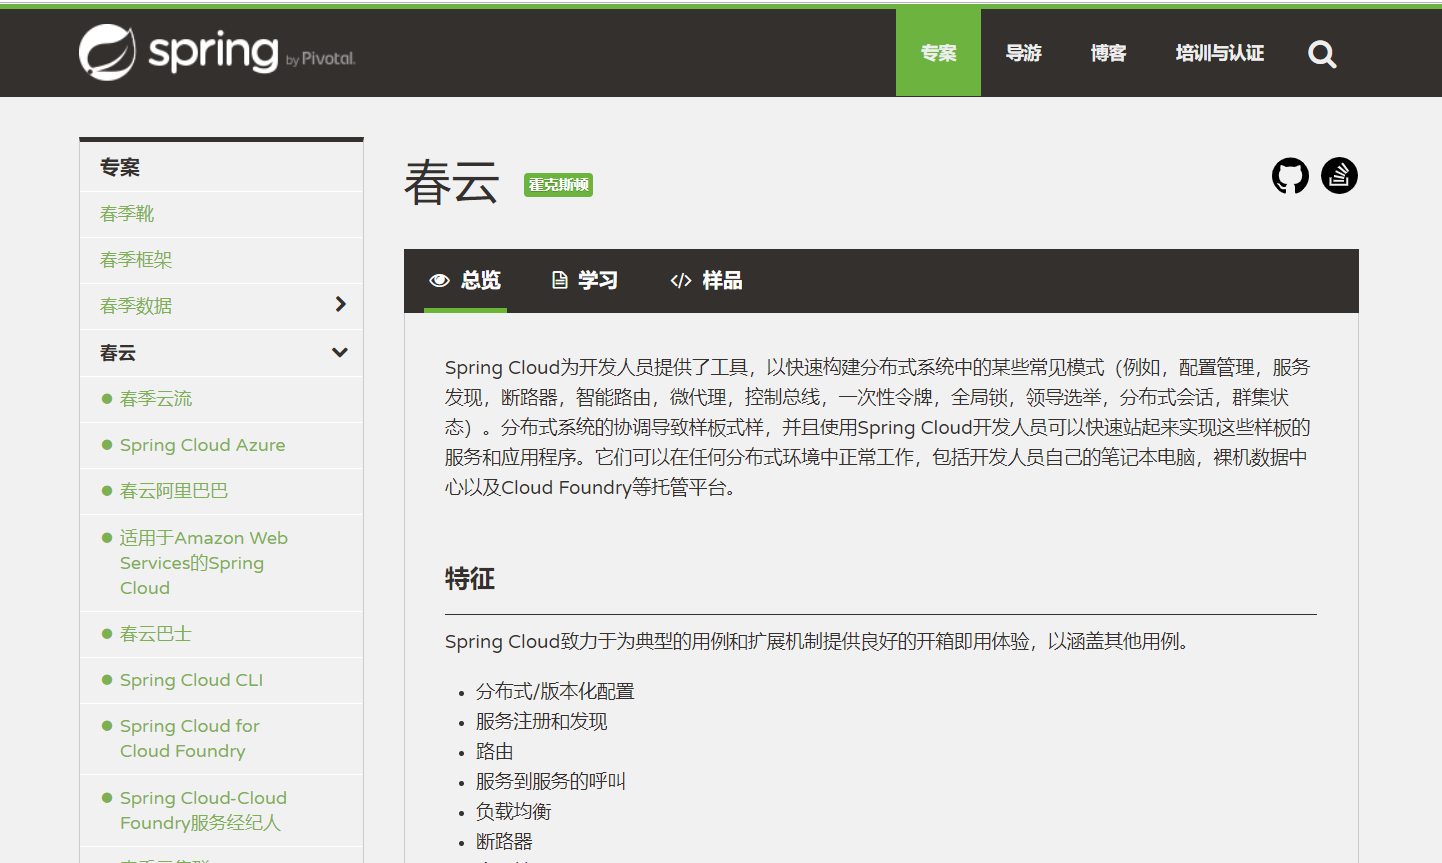 spring by Pivotal.
专案
导游
博客
培训与认证
专案
春季靴
春季框架
春季数据
春云
春季云流
Spring Cloud Azure
春云阿里巴巴
适用于Amazon Web
Services的Spring
Cloud
春云巴士
Spring Cloud CLI
Spring Cloud for
Cloud Foundry
Spring Cloud-Cloud
Foundry服务经纪人
春云 霍克斯顿
总览
学习
样品
Spring Cloud为开发人员提供了工具，以快速构建分布式系统中的某些常见模式（例如，配置管理，服务
发现，断路器，智能路由，微代理，控制总线，一次性令牌，全局锁，领导选举，分布式会话，群集状
态）。分布式系统的协调导致样板式样，并且使用Spring Cloud开发人员可以快速站起来实现这些样板的
服务和应用程序。它们可以在任何分布式环境中正常工作，包括开发人员自己的笔记本电脑，裸机数据中
心以及Cloud Foundry等托管平台。
特征
Spring Cloud致力于为典型的用例和扩展机制提供良好的开箱即用体验，以涵盖其他用例。
• 分布式/版本化配置
• 服务注册和发现
• 路由
• 服务到服务的呼叫
• 负载均衡
• 断路器